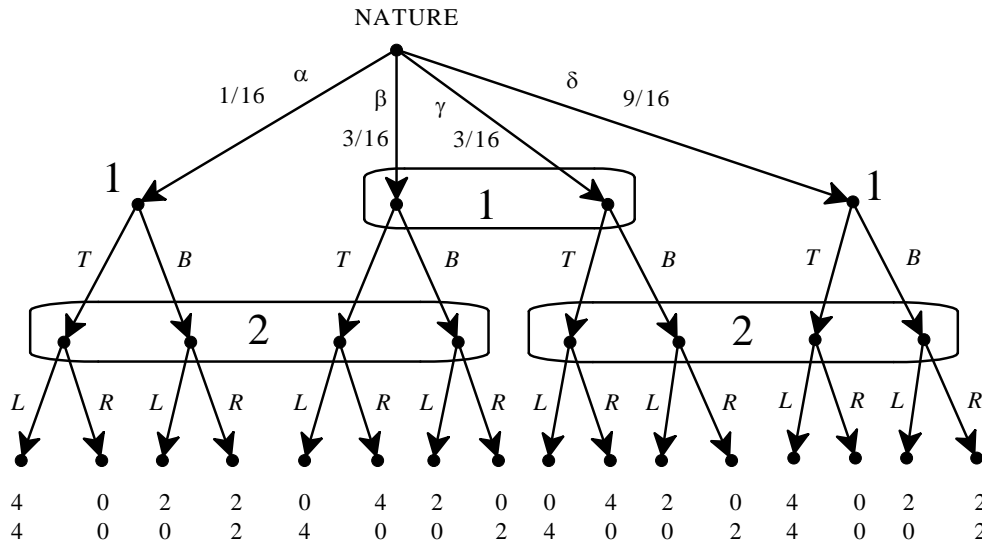 NATURE
α β γ δ
1/16 3/16 3/16 9/16
1 1 1
T B T B T B T B
2 2
L R L R L R L R L R L R L R L R
4 0 2 2 0 4 2 0 0 4 2 0 4 0 2 2
4 0 0 2 4 0 0 2 4 0 0 2 4 0 0 2